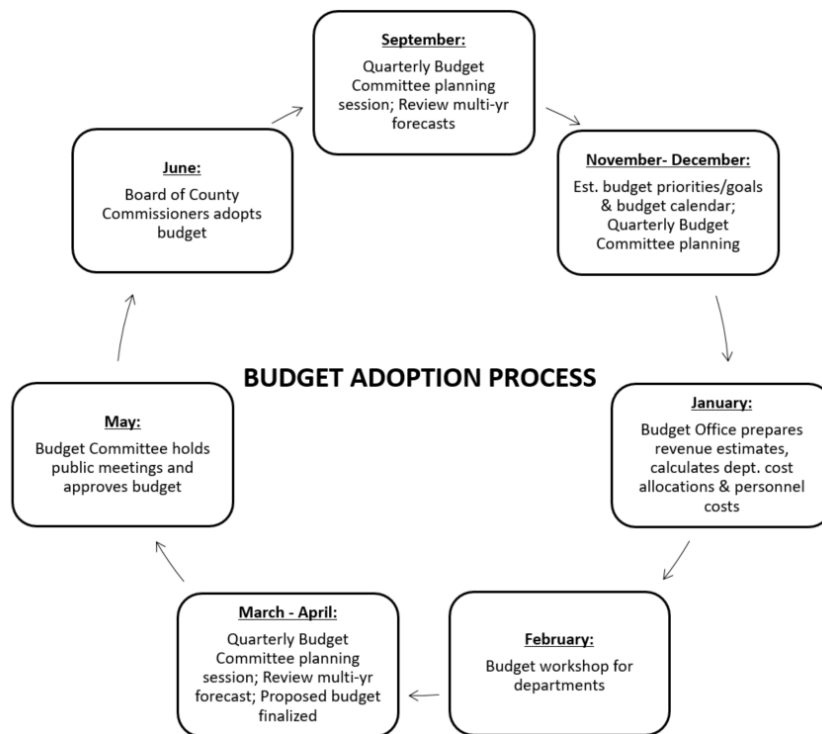 September:
Quarterly Budget
Committee planning
session; Review multi-yr
forecasts
November- December:
Est. budget priorities/goals
& budget calendar;
Quarterly Budget
Committee planning
January:
Budget Office prepares
revenue estimates,
calculates dept. cost
allocations & personnel
costs
February:
Budget workshop for
departments
March - April:
Quarterly Budget
Committee planning
session; Review multi-yr
forecast; Proposed budget
finalized
May:
Budget Committee holds
public meetings and
approves budget
June:
Board of County
Commissioners adopts
budget
BUDGET ADOPTION PROCESS